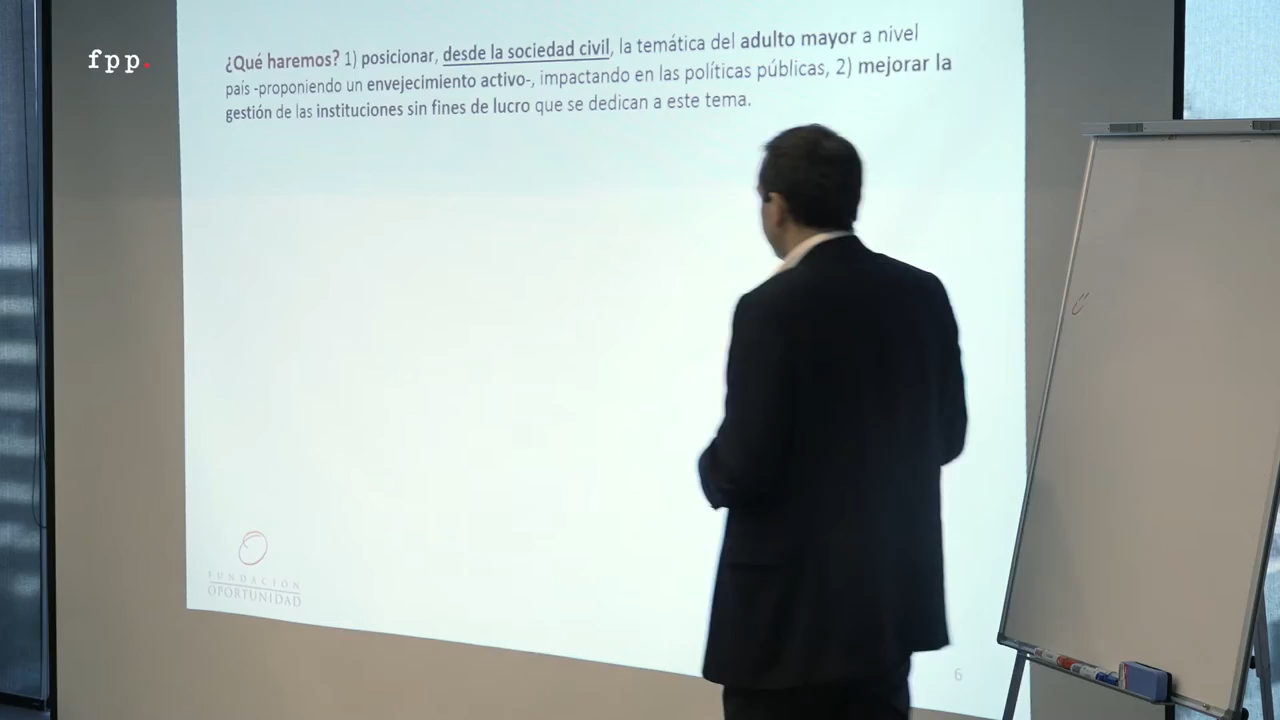 fpp.
¿Qué haremos? 1) posicionar, desde la sociedad civil, la temática del adulto mayor a nivel
país -proponiendo un envejecimiento activo-, impactando en las políticas públicas, 2) mejorar la
gestión de las instituciones sin fines de lucro que se dedican a este tema.
FUNDACIÓN
OPORTUNIDAD
6